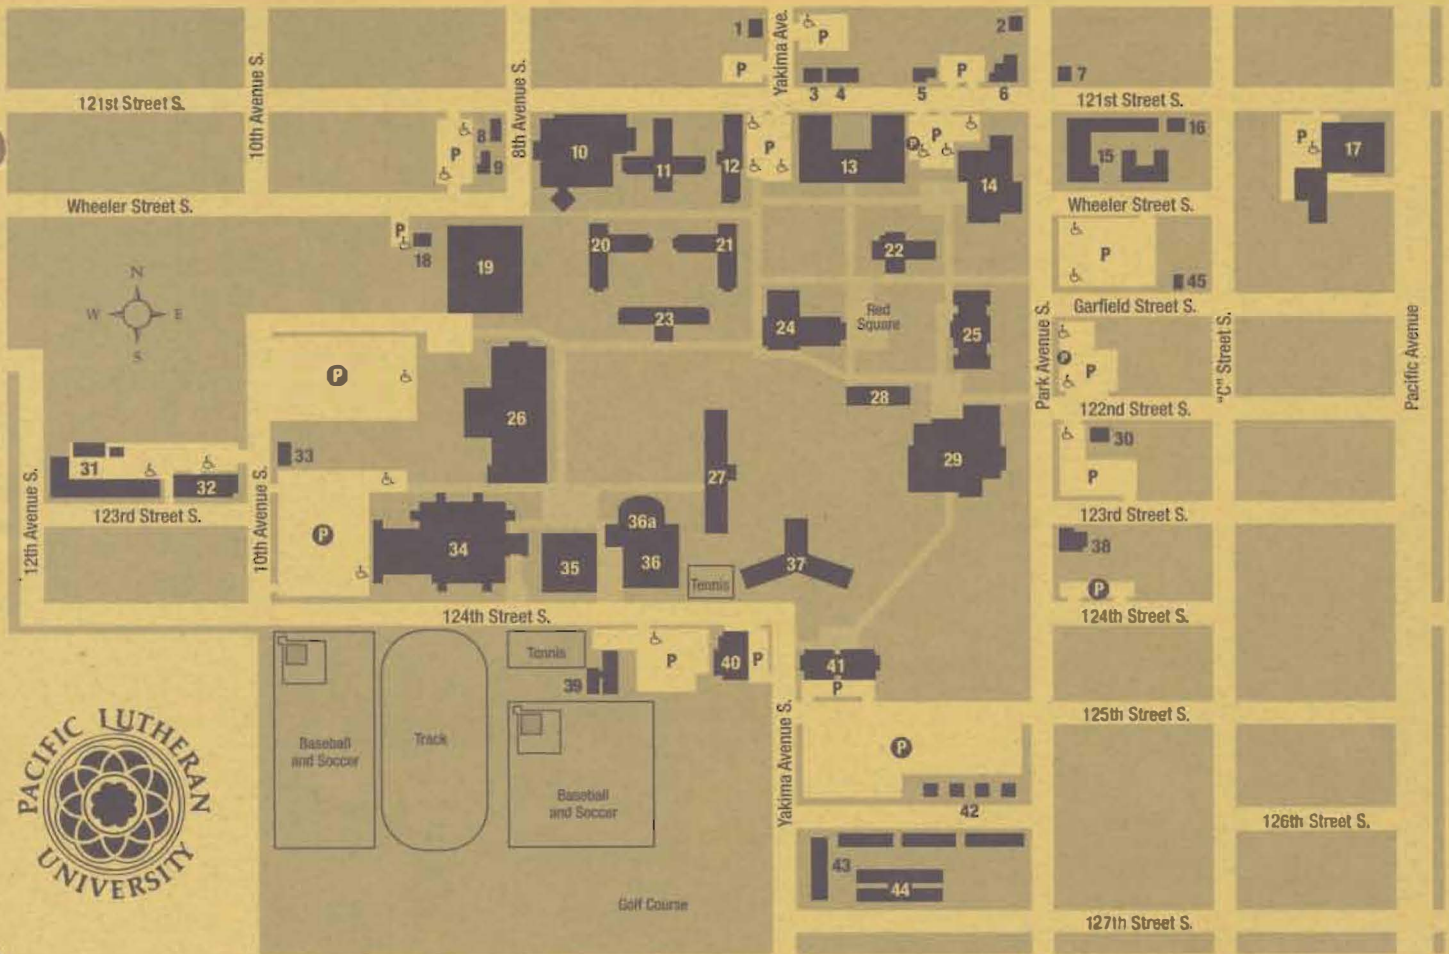 1
P
Yakima Ave.
P
2
3
4
5
P
6
7
121st Street S.
10th Avenue S.
8th Avenue S.
121st Street S.
8
P
9
10
11
12
P
13
P
P
14
15
16
P
17
Wheeler Street S.
Wheeler Street S.
P
18
19
20
21
22
P
45
N
W E
S
23
24
Red
Square
25
Park Avenue S.
Garfield Street S.
"C" Street S.
Pacific Avenue
P
P
P
26
28
122nd Street S.
30
P
31
32
33
12th Avenue S.
10th Avenue S.
123rd Street S.
P
27
29
123rd Street S.
34
35
36a
36
37
Tennis
38
P
124th Street S.
124th Street S.
Tennis
39
P
40
P
41
P
Yakima Avenue S.
125th Street S.
PACIFIC LUTHERAN
UNIVERSITY
Baseball
and Soccer
Track
Baseball
and Soccer
P
42
126th Street S.
43
44
Golf Course
127th Street S.